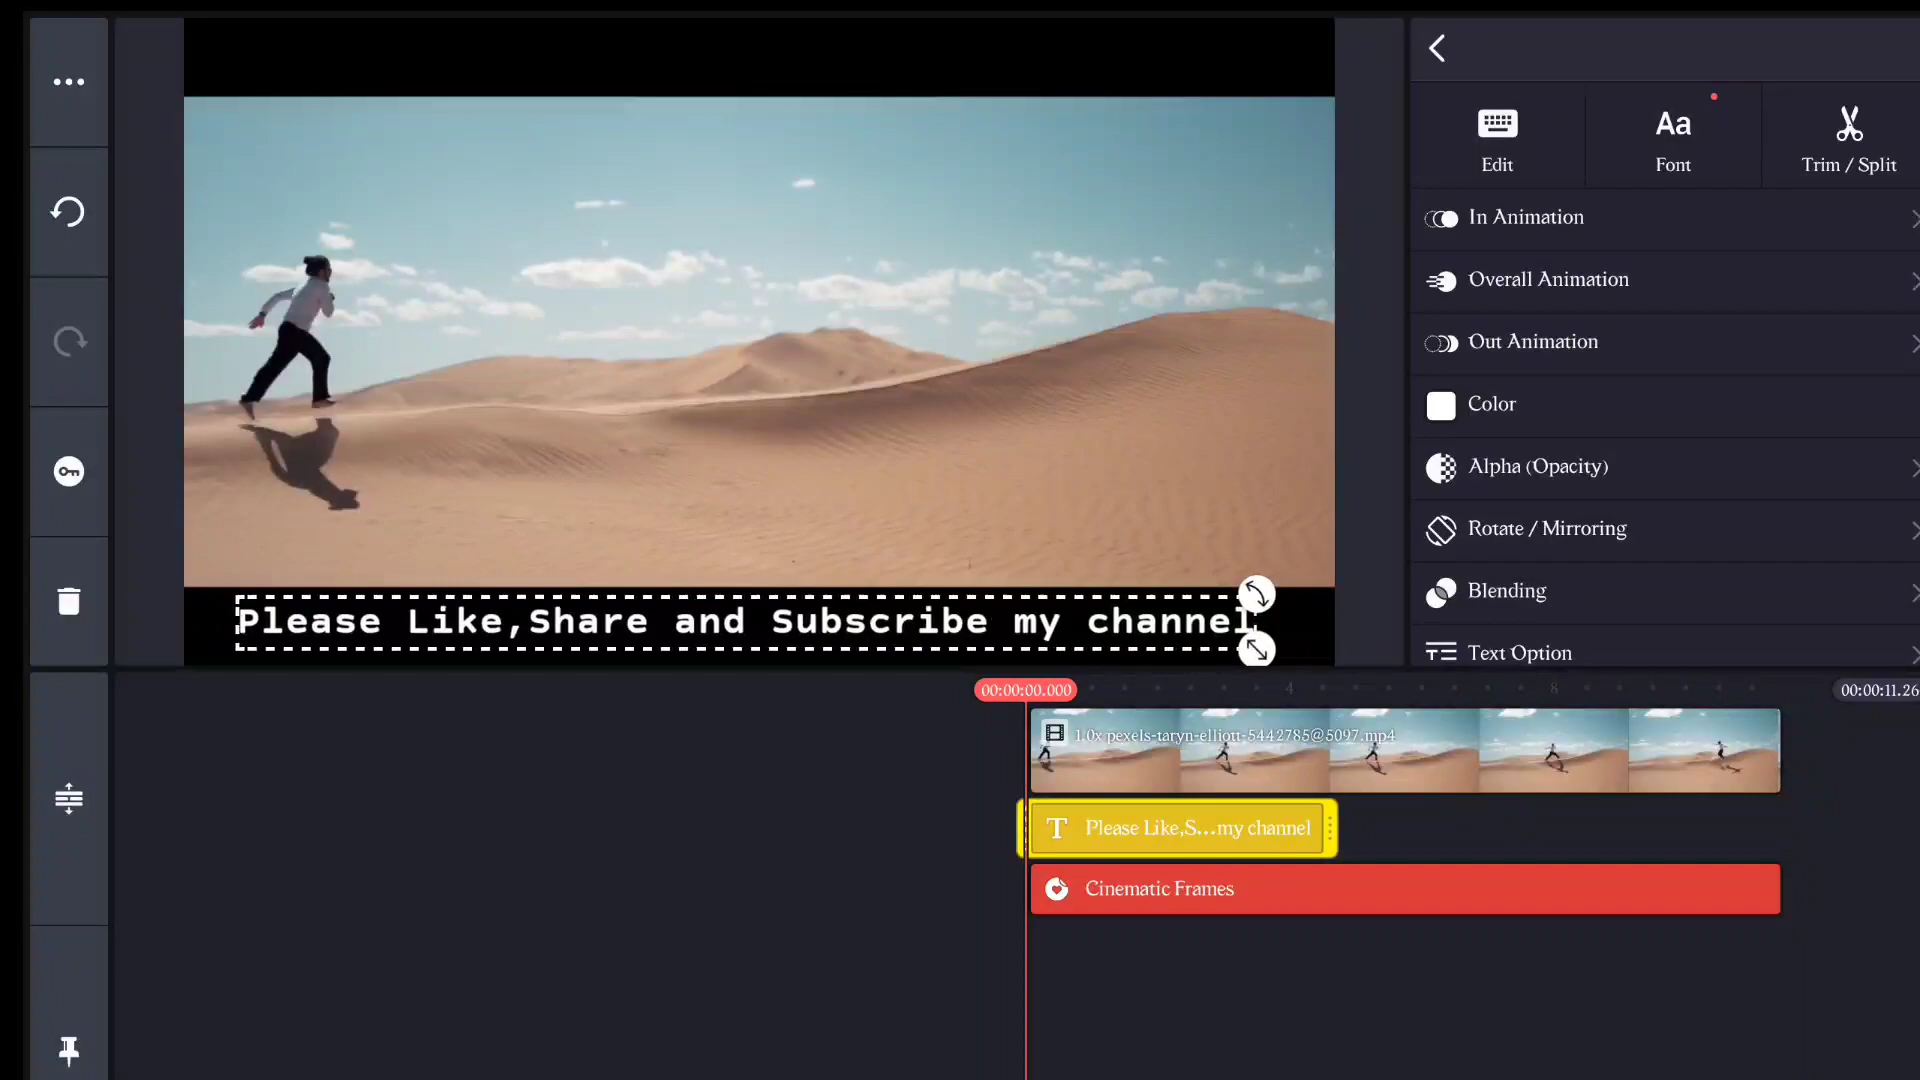 Edit
Font
Trim / Split
In Animation
Overall Animation
Out Animation
Color
Alpha (Opacity)
Rotate / Mirroring
Blending
Text Option
Please Like,Share and Subscribe my channel
00:00:00.000
4
8
00:00:11.26
1.0x pexels-taryn-elliott-5442785@5097.mp4
Please Like,S...my channel
Cinematic Frames